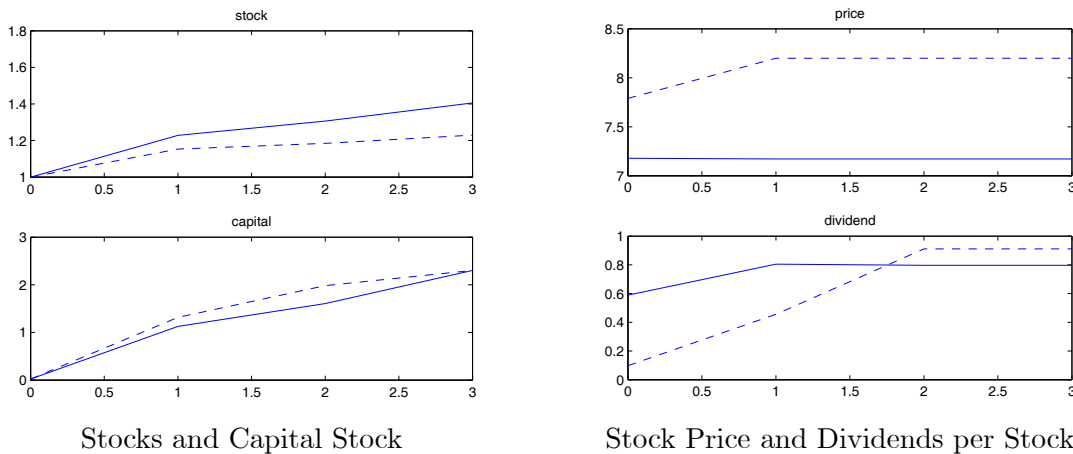 stock
1.8
1.6
1.4
1.2
1
0 0.5 1 1.5 2 2.5 3
capital
3
2
1
0
0 0.5 1 1.5 2 2.5 3
Stocks and Capital Stock
price
8.5
8
7.5
7
0 0.5 1 1.5 2 2.5 3
dividend
1
0.8
0.6
0.4
0.2
0
0 0.5 1 1.5 2 2.5 3
Stock Price and Dividends per Stock